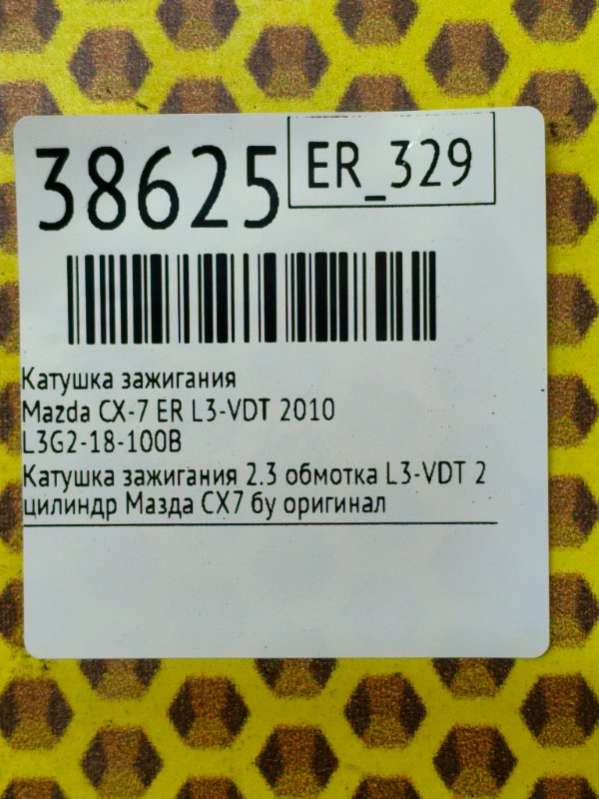 38625
ER_329
Катушка зажигания
Mazda CX-7 ER L3-VDT 2010
L3G2-18-100B
Катушка зажигания 2.3 обмотка L3-VDT 2
цилиндр Мазда СХ7 бу оригинал